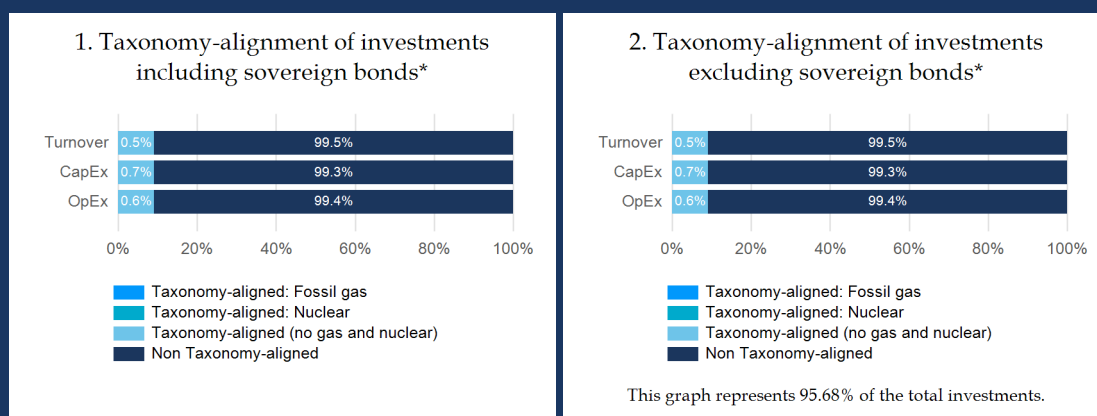 1. Taxonomy-alignment of investments
including sovereign bonds*
Turnover 0.5% 99.5%
CapEx 0.7% 99.3%
OpEx 0.6% 99.4%
0% 20% 40% 60% 80% 100%
Taxonomy-aligned: Fossil gas
Taxonomy-aligned: Nuclear
Taxonomy-aligned (no gas and nuclear)
Non Taxonomy-aligned
2. Taxonomy-alignment of investments
excluding sovereign bonds*
Turnover 0.5% 99.5%
CapEx 0.7% 99.3%
OpEx 0.6% 99.4%
0% 20% 40% 60% 80% 100%
Taxonomy-aligned: Fossil gas
Taxonomy-aligned: Nuclear
Taxonomy-aligned (no gas and nuclear)
Non Taxonomy-aligned
This graph represents 95.68% of the total investments.